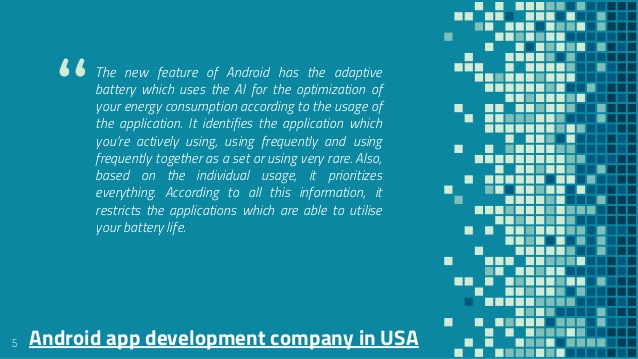 “
The new feature of Android has the adaptive
battery which uses the AI for the optimization of
your energy consumption according to the usage of
the application. It identifies the application which
you're actively using, using frequently and using
frequently together as a set or using very rare. Also,
based on the individual usage, it prioritizes
everything. According to all this information, it
restricts the applications which are able to utilise
your battery life.
5
Android app development company in USA